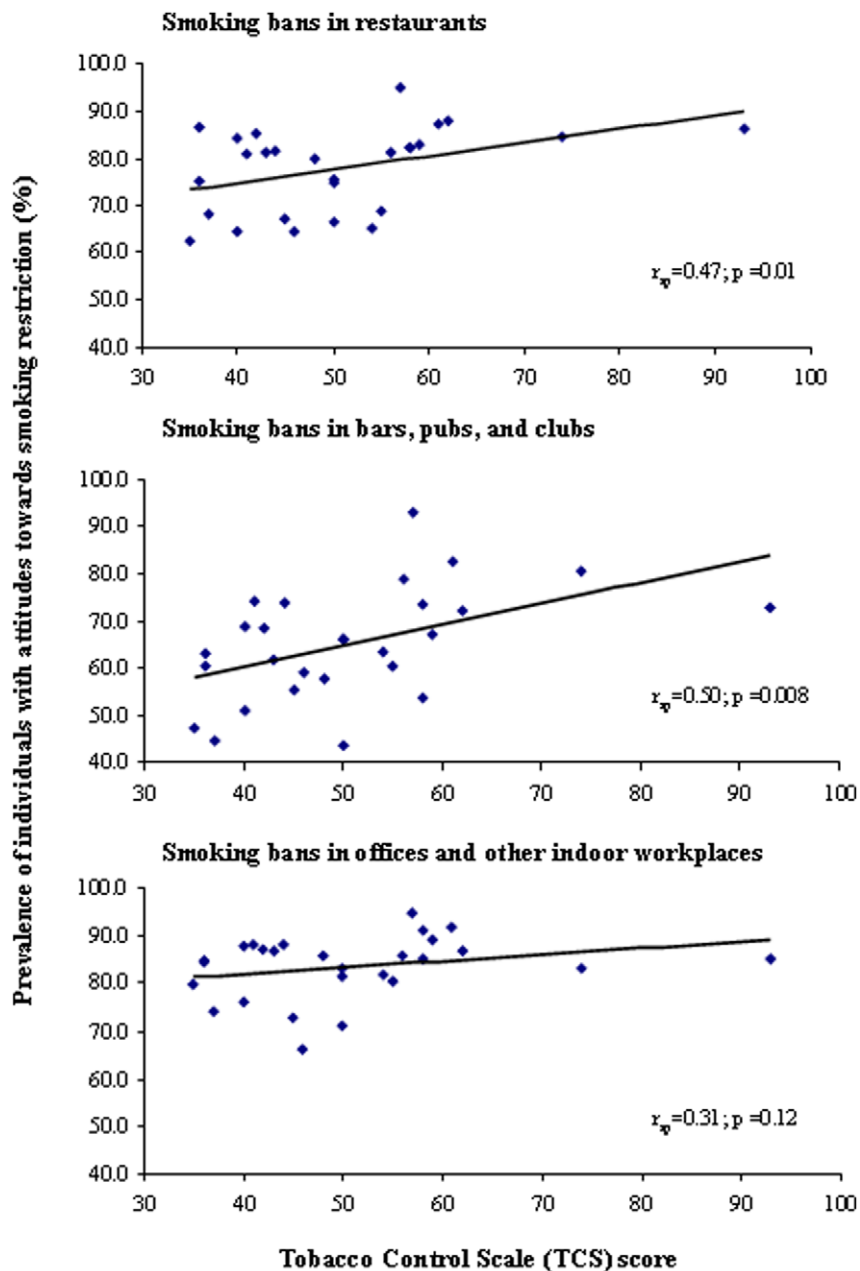 Smoking bans in restaurants
100.0
90.0
80.0
70.0
60.0
50.0
40.0
30 40 50 60 70 80 90 100
r_sp=0.47; p =0.01
Smoking bans in bars, pubs, and clubs
100.0
90.0
80.0
70.0
60.0
50.0
40.0
30 40 50 60 70 80 90 100
r_sp=0.50; p =0.008
Smoking bans in offices and other indoor workplaces
100.0
90.0
80.0
70.0
60.0
50.0
40.0
30 40 50 60 70 80 90 100
r_sp=0.31; p =0.12
Prevalence of individuals with attitudes towards smoking restriction (%)
Tobacco Control Scale (TCS) score